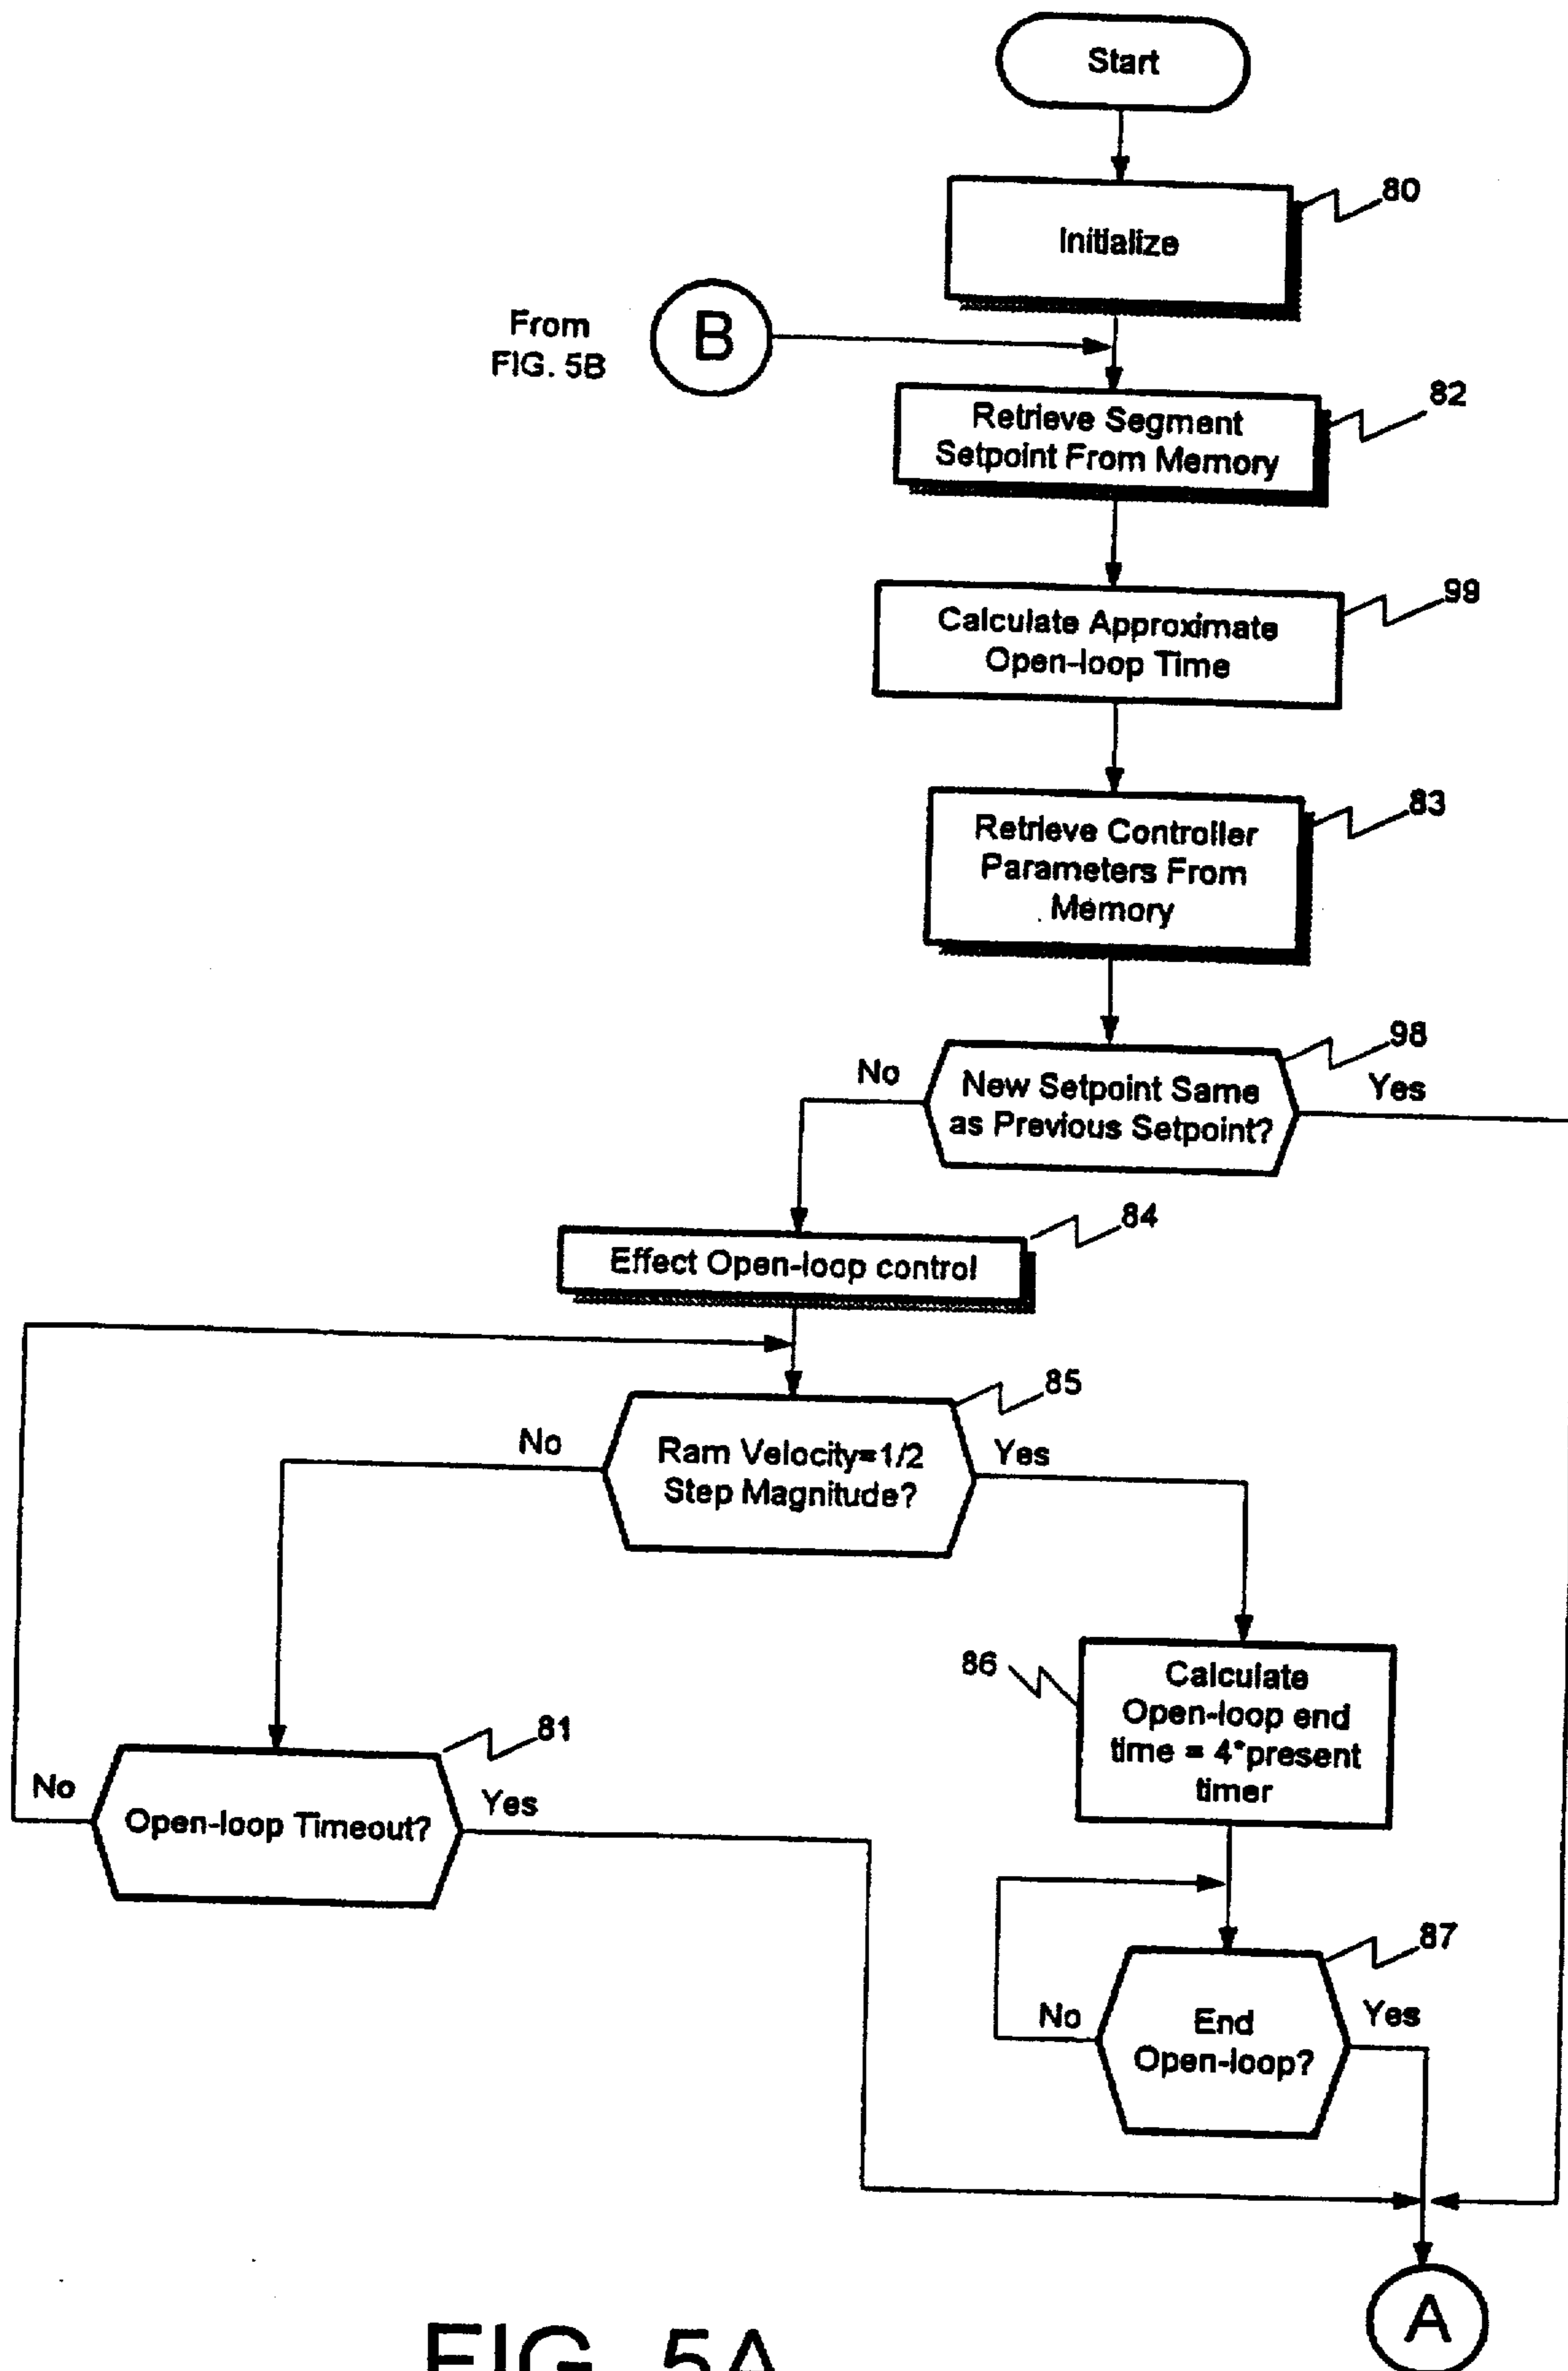 Start
80
Initialize
From
FIG. 5B
B
82
Retrieve Segment
Setpoint From Memory
99
Calculate Approximate
Open-loop Time
83
Retrieve Controller
Parameters From
Memory
98
No
New Setpoint Same
as Previous Setpoint?
Yes
84
Effect Open-loop control
85
No
Ram Velocity=1/2
Step Magnitude?
Yes
86
Calculate
Open-loop end
time = 4*present
timer
81
No
Open-loop Timeout?
Yes
87
No
End
Open-loop?
Yes
A
FIG. 5A